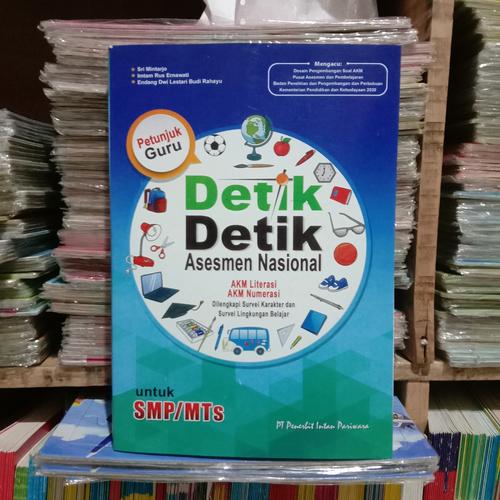 Sri Mintarjo
Intam Rus Ernawati
Endang Dwi Lestari Budi Rahayu
Mengacu:
Desain Pengembangan Soal AKM
Pusat Asesmen dan Pembelajaran
Badan Penelitian dan Pengembangan dan Perbukuan
Kementerian Pendidikan dan Kebudayaan 2020
Petunjuk
Guru
Detik
Detik
Asesmen Nasional
AKM Literasi
AKM Numerasi
Dilengkapi Survei Karakter dan
Survei Lingkungan Belajar
untuk
SMP/MTs
PT Penerbit Intan Pariwara